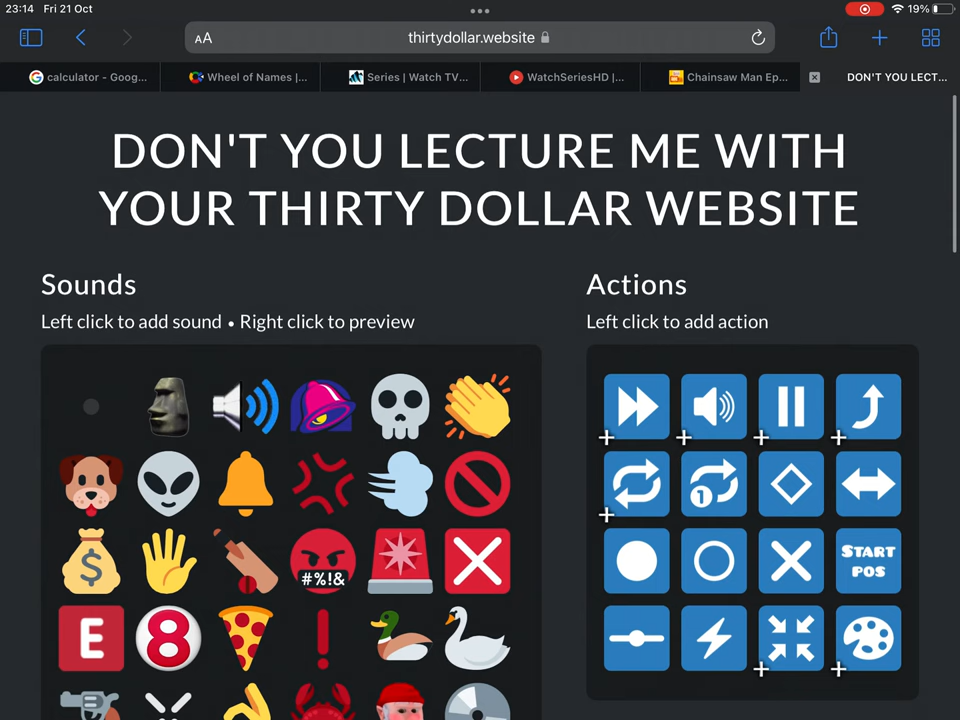 23:14 Fri 21 Oct 19%
AA thirtydollar.website
calculator - Goog... Wheel of Names |... Series | Watch TV... WatchSeriesHD |... Chainsaw Man Ep... DON'T YOU LECT...
DON'T YOU LECTURE ME WITH
YOUR THIRTY DOLLAR WEBSITE
Sounds
Left click to add sound • Right click to preview
Actions
Left click to add action
1
$
#%!&
START
POS
E
8